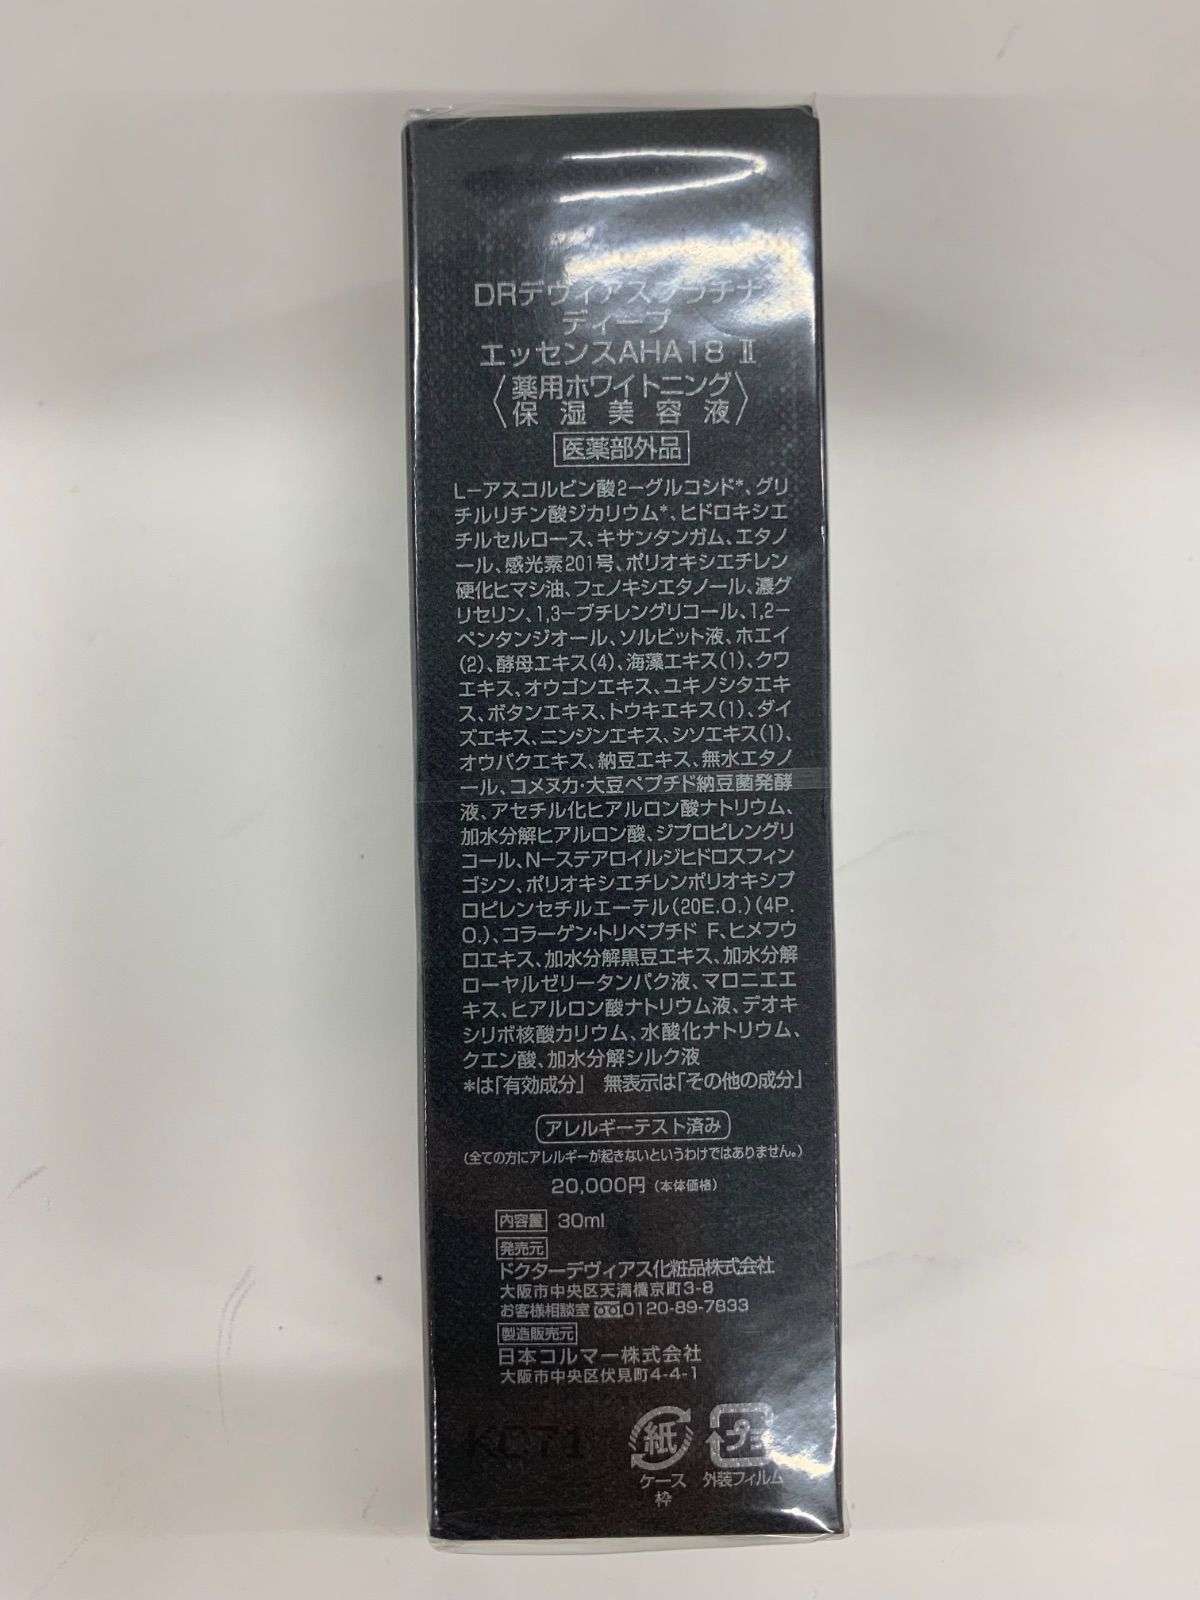 DRデヴィアスプラチナ
ディープ
エッセンスAHA18 Ⅱ
〈薬用ホワイトニング
保湿美容液〉
医薬部外品
L−アスコルビン酸2−グルコシド*、グリ
チルリチン酸ジカリウム*、ヒドロキシエ
チルセルロース、キサンタンガム、エタノ
ール、感光素201号、ポリオキシエチレン
硬化ヒマシ油、フェノキシエタノール、濃グ
リセリン、1,3−ブチレングリコール、1,2−
ペンタンジオール、ソルビット液、ホエイ
(2)、酵母エキス(4)、海藻エキス(1)、クワ
エキス、オウゴンエキス、ユキノシタエキ
ス、ボタンエキス、トウキエキス(1)、ダイ
ズエキス、ニンジンエキス、シソエキス(1)、
オウバクエキス、納豆エキス、無水エタノ
ール、コメヌカ・大豆ペプチド納豆菌発酵
液、アセチル化ヒアルロン酸ナトリウム、
加水分解ヒアルロン酸、ジプロピレングリ
コール、N−ステアロイルジヒドロスフィン
ゴシン、ポリオキシエチレンポリオキシプ
ロピレンセチルエーテル(20E.O.)(4P.
O.)、コラーゲン・トリペプチド F、ヒメフウ
ロエキス、加水分解黒豆エキス、加水分解
ローヤルゼリータンパク液、マロニエエ
キス、ヒアルロン酸ナトリウム液、デオキ
シリボ核酸カリウム、水酸化ナトリウム、
クエン酸、加水分解シルク液
*は「有効成分」 無表示は「その他の成分」
アレルギーテスト済み
(全ての方にアレルギーが起きないというわけではありません。)
20,000円(本体価格)
内容量 30ml
発売元
ドクターデヴィアス化粧品株式会社
大阪市中央区天満橋京町3-8
お客様相談室 0120-89-7833
製造販売元
日本コルマー株式会社
大阪市中央区伏見町4-4-1
KC71
紙 プラ
ケース 外装フィルム
枠